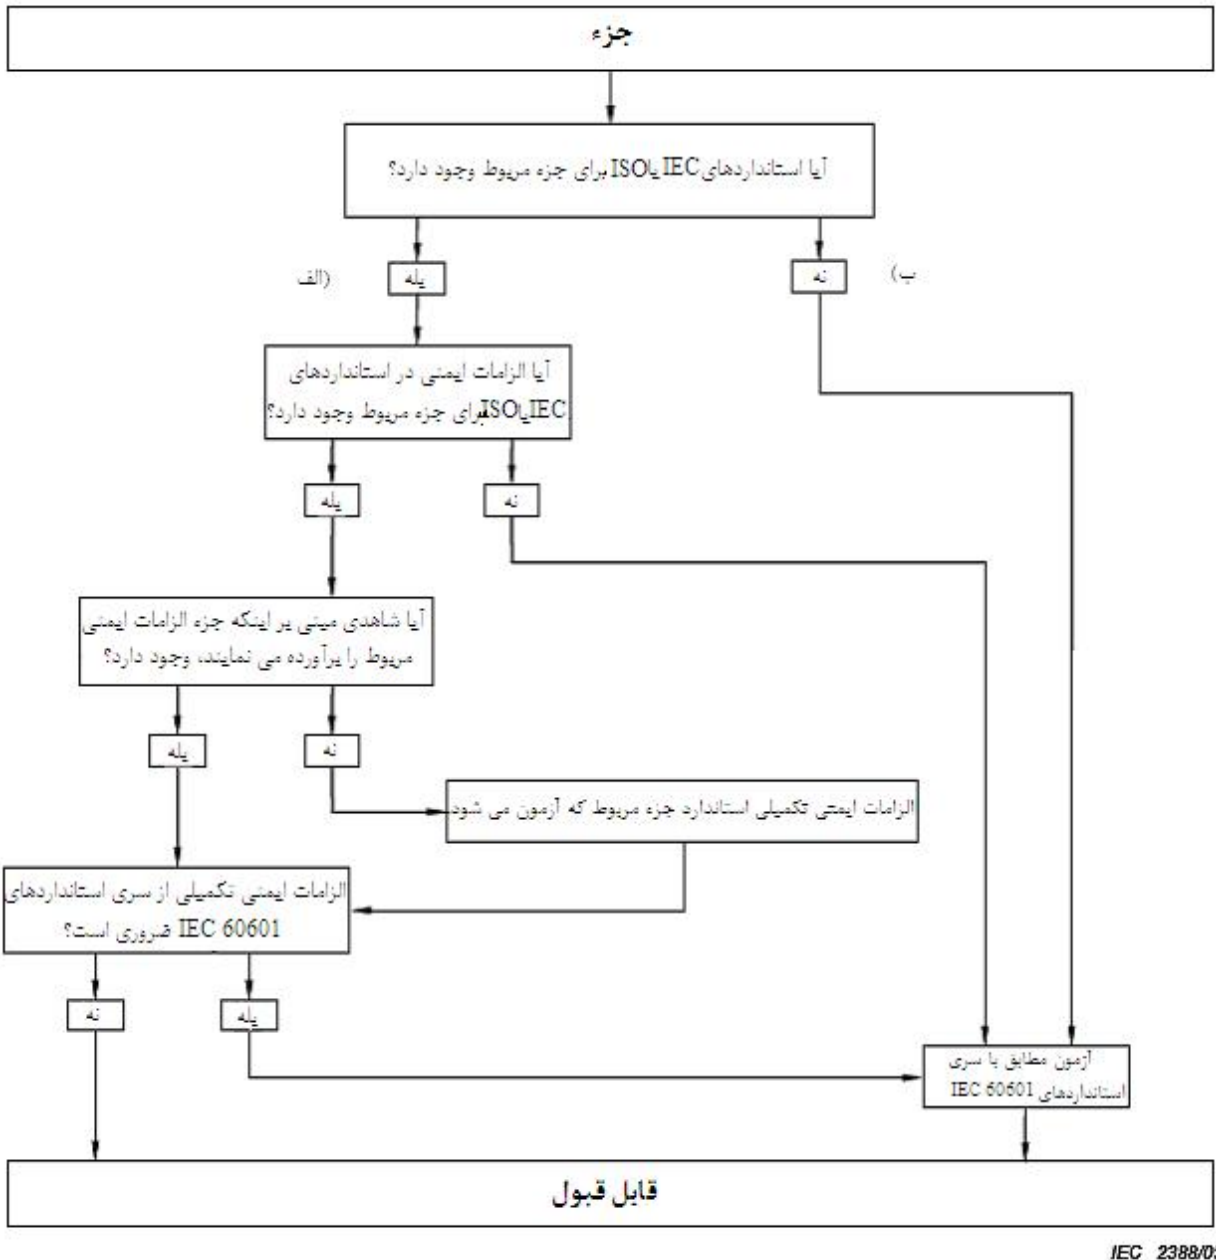 جزء
آیا استانداردهای IEC یا ISO برای جزء مربوط وجود دارد؟
الف)
بله
نه
ب)
آیا الزامات ایمنی در استانداردهای
IEC یا ISO برای جزء مربوط وجود دارد؟
بله
نه
آیا شاهدی مبنی بر اینکه جزء الزامات ایمنی
مربوط را برآورده می نمایند، وجود دارد؟
بله
نه
الزامات ایمنی تکمیلی استاندارد جزء مربوط که آزمون می شود
الزامات ایمنی تکمیلی از سری استانداردهای
IEC 60601 ضروری است؟
نه
بله
آزمون مطابق با سری
استانداردهای IEC 60601
قابل قبول
IEC 2388/0